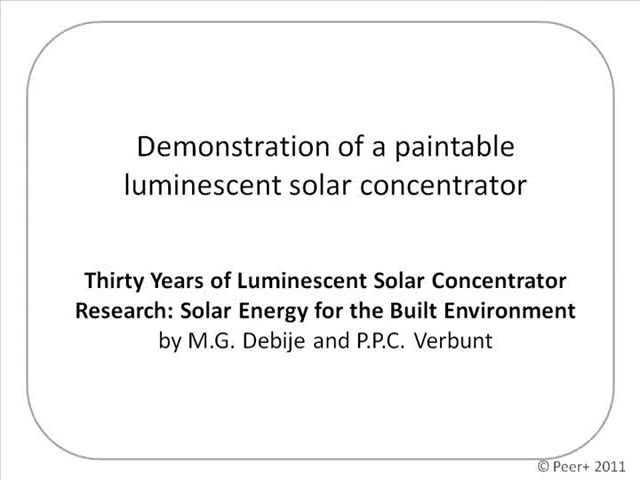 Demonstration of a paintable
luminescent solar concentrator
Thirty Years of Luminescent Solar Concentrator
Research: Solar Energy for the Built Environment
by M.G. Debije and P.P.C. Verbunt
© Peer+ 2011